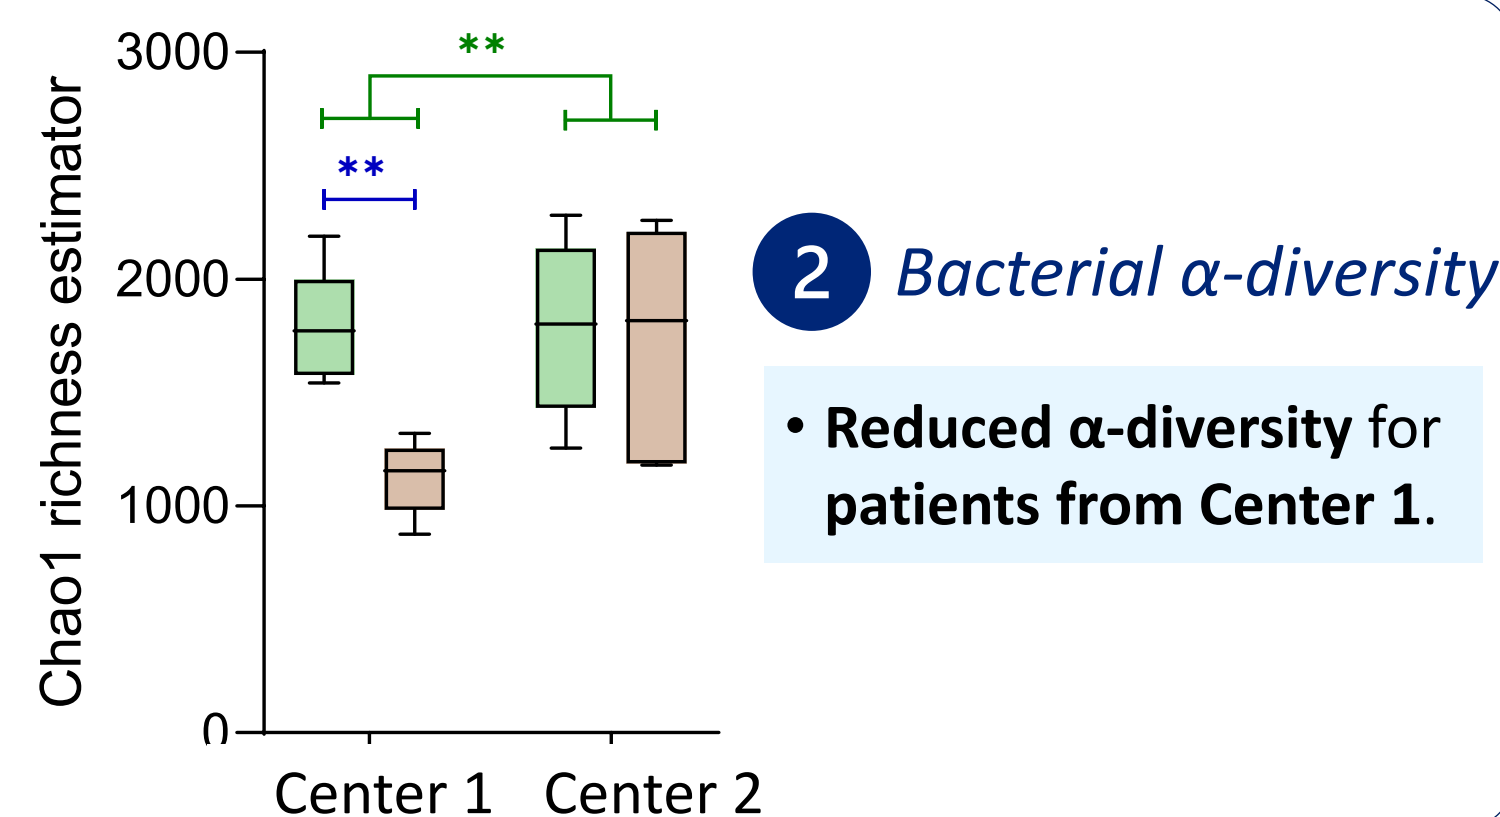 Chao1 richness estimator
3000
2000
1000
0
**
**
Center 1
Center 2
2
Bacterial α-diversity
• Reduced α-diversity for
patients from Center 1.